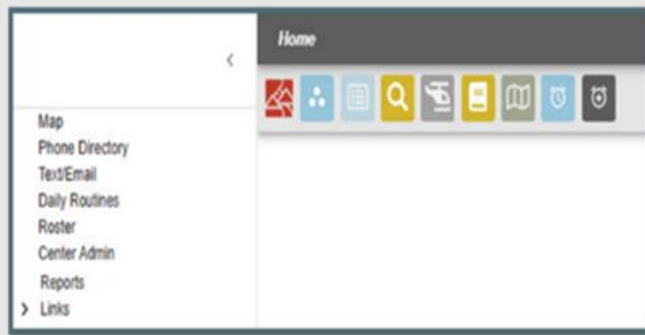 Home
Map
Phone Directory
Text/Email
Daily Routines
Roster
Center Admin
Reports
Links